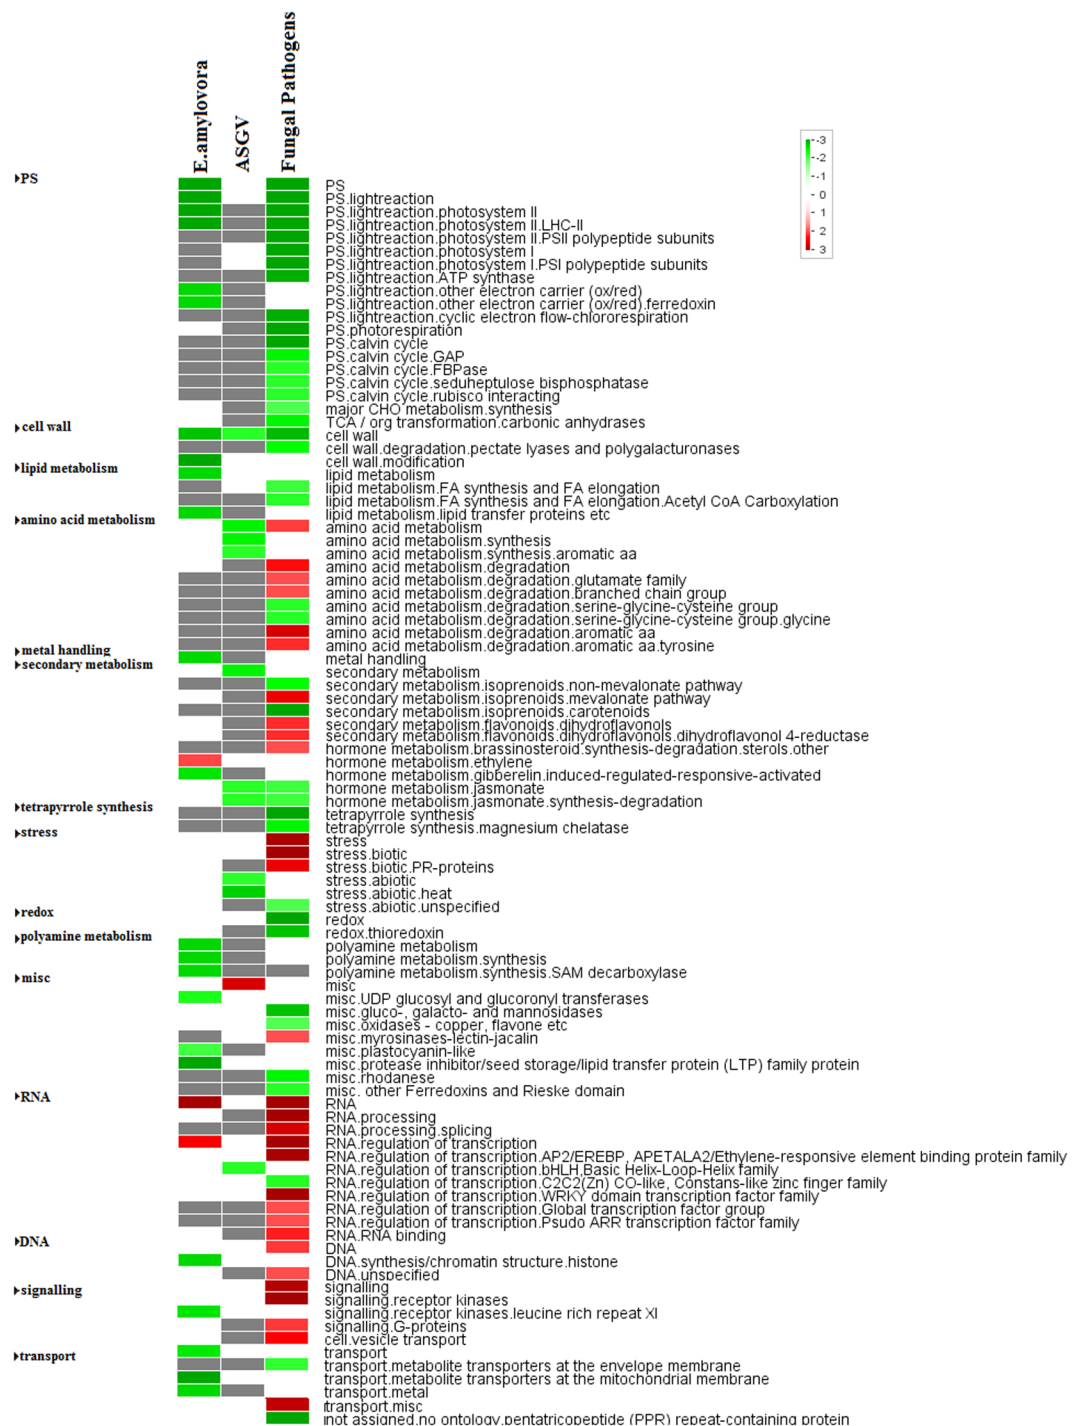 E.amylovora
ASGV
Fungal Pathogens
-3
-2
-1
0
1
2
3
PS
PS
PS.lightreaction
PS.lightreaction.photosystem II
PS.lightreaction.photosystem II.LHC-II
PS.lightreaction.photosystem II.PSII polypeptide subunits
PS.lightreaction.photosystem I
PS.lightreaction.photosystem I.PSI polypeptide subunits
PS.lightreaction.ATP synthase
PS.lightreaction.other electron carrier (ox/red)
PS.lightreaction.other electron carrier (ox/red).ferredoxin
PS.lightreaction.cyclic electron flow-chlororespiration
PS.photorespiration
PS.calvin cycle
PS.calvin cycle.GAP
PS.calvin cycle.FBPase
PS.calvin cycle.seduheptulose bisphosphatase
PS.calvin cycle.rubisco interacting
major CHO metabolism.synthesis
TCA / org transformation.carbonic anhydrases
cell wall
cell wall
cell wall.degradation.pectate lyases and polygalacturonases
cell wall.modification
lipid metabolism
lipid metabolism
lipid metabolism.FA synthesis and FA elongation
lipid metabolism.FA synthesis and FA elongation.Acetyl CoA Carboxylation
lipid metabolism.lipid transfer proteins etc
amino acid metabolism
amino acid metabolism
amino acid metabolism.synthesis
amino acid metabolism.synthesis.aromatic aa
amino acid metabolism.degradation
amino acid metabolism.degradation.glutamate family
amino acid metabolism.degradation.branched chain group
amino acid metabolism.degradation.serine-glycine-cysteine group
amino acid metabolism.degradation.serine-glycine-cysteine group.glycine
amino acid metabolism.degradation.aromatic aa
amino acid metabolism.degradation.aromatic aa.tyrosine
metal handling
metal handling
secondary metabolism
secondary metabolism
secondary metabolism.isoprenoids.non-mevalonate pathway
secondary metabolism.isoprenoids.mevalonate pathway
secondary metabolism.isoprenoids.carotenoids
secondary metabolism.flavonoids.dihydroflavonols
secondary metabolism.flavonoids.dihydroflavonols.dihydroflavonol 4-reductase
hormone metabolism.brassinosteroid.synthesis-degradation.sterols.other
hormone metabolism.ethylene
hormone metabolism.gibberelin.induced-regulated-responsive-activated
hormone metabolism.jasmonate
hormone metabolism.jasmonate.synthesis-degradation
tetrapyrrole synthesis
tetrapyrrole synthesis
tetrapyrrole synthesis.magnesium chelatase
stress
stress
stress.biotic
stress.biotic.PR-proteins
stress.abiotic
stress.abiotic.heat
stress.abiotic.unspecified
redox
redox
redox.thioredoxin
polyamine metabolism
polyamine metabolism
polyamine metabolism.synthesis
polyamine metabolism.synthesis.SAM decarboxylase
misc
misc
misc.UDP glucosyl and glucoronyl transferases
misc.gluco-, galacto- and mannosidases
misc.oxidases - copper, flavone etc
misc.myrosinases-lectin-jacalin
misc.plastocyanin-like
misc.protease inhibitor/seed storage/lipid transfer protein (LTP) family protein
misc.rhodanese
misc. other Ferredoxins and Rieske domain
RNA
RNA
RNA.processing
RNA.processing.splicing
RNA.regulation of transcription
RNA.regulation of transcription.AP2/EREBP, APETALA2/Ethylene-responsive element binding protein family
RNA.regulation of transcription.bHLH,Basic Helix-Loop-Helix family
RNA.regulation of transcription.C2C2(Zn) CO-like, Constans-like zinc finger family
RNA.regulation of transcription.WRKY domain transcription factor family
RNA.regulation of transcription.Global transcription factor group
RNA.regulation of transcription.Psudo ARR transcription factor family
RNA.RNA binding
DNA
DNA
DNA.synthesis/chromatin structure.histone
DNA.unspecified
signalling
signalling
signalling.receptor kinases
signalling.receptor kinases.leucine rich repeat XI
signalling.G-proteins
cell.vesicle transport
transport
transport
transport.metabolite transporters at the envelope membrane
transport.metabolite transporters at the mitochondrial membrane
transport.metal
transport.misc
not assigned.no ontology.pentatricopeptide (PPR) repeat-containing protein